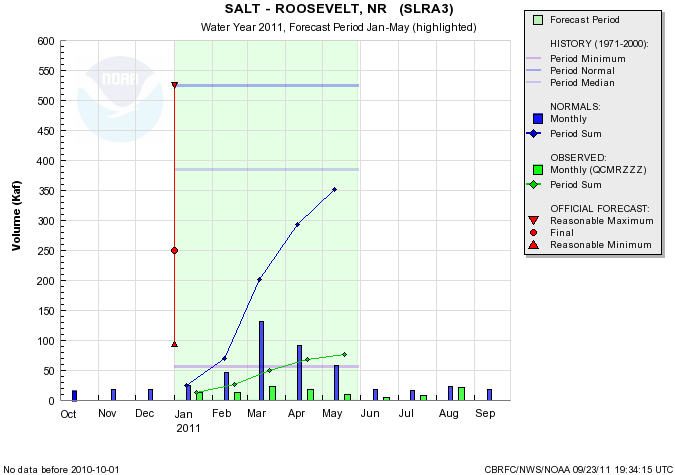 SALT - ROOSEVELT, NR (SLRA3)
Water Year 2011, Forecast Period Jan-May (highlighted)
Volume (Kaf)
600
550
500
450
400
350
300
250
200
150
100
50
0
NOAA
Oct Nov Dec Jan Feb Mar Apr May Jun Jul Aug Sep
2011
Forecast Period
HISTORY (1971-2000):
Period Minimum
Period Normal
Period Median
NORMALS:
Monthly
Period Sum
OBSERVED:
Monthly (QCMRZZZ)
Period Sum
OFFICIAL FORECAST:
Reasonable Maximum
Final
Reasonable Minimum
No data before 2010-10-01
CBRFC/NWS/NOAA 09/23/11 19:34:15 UTC